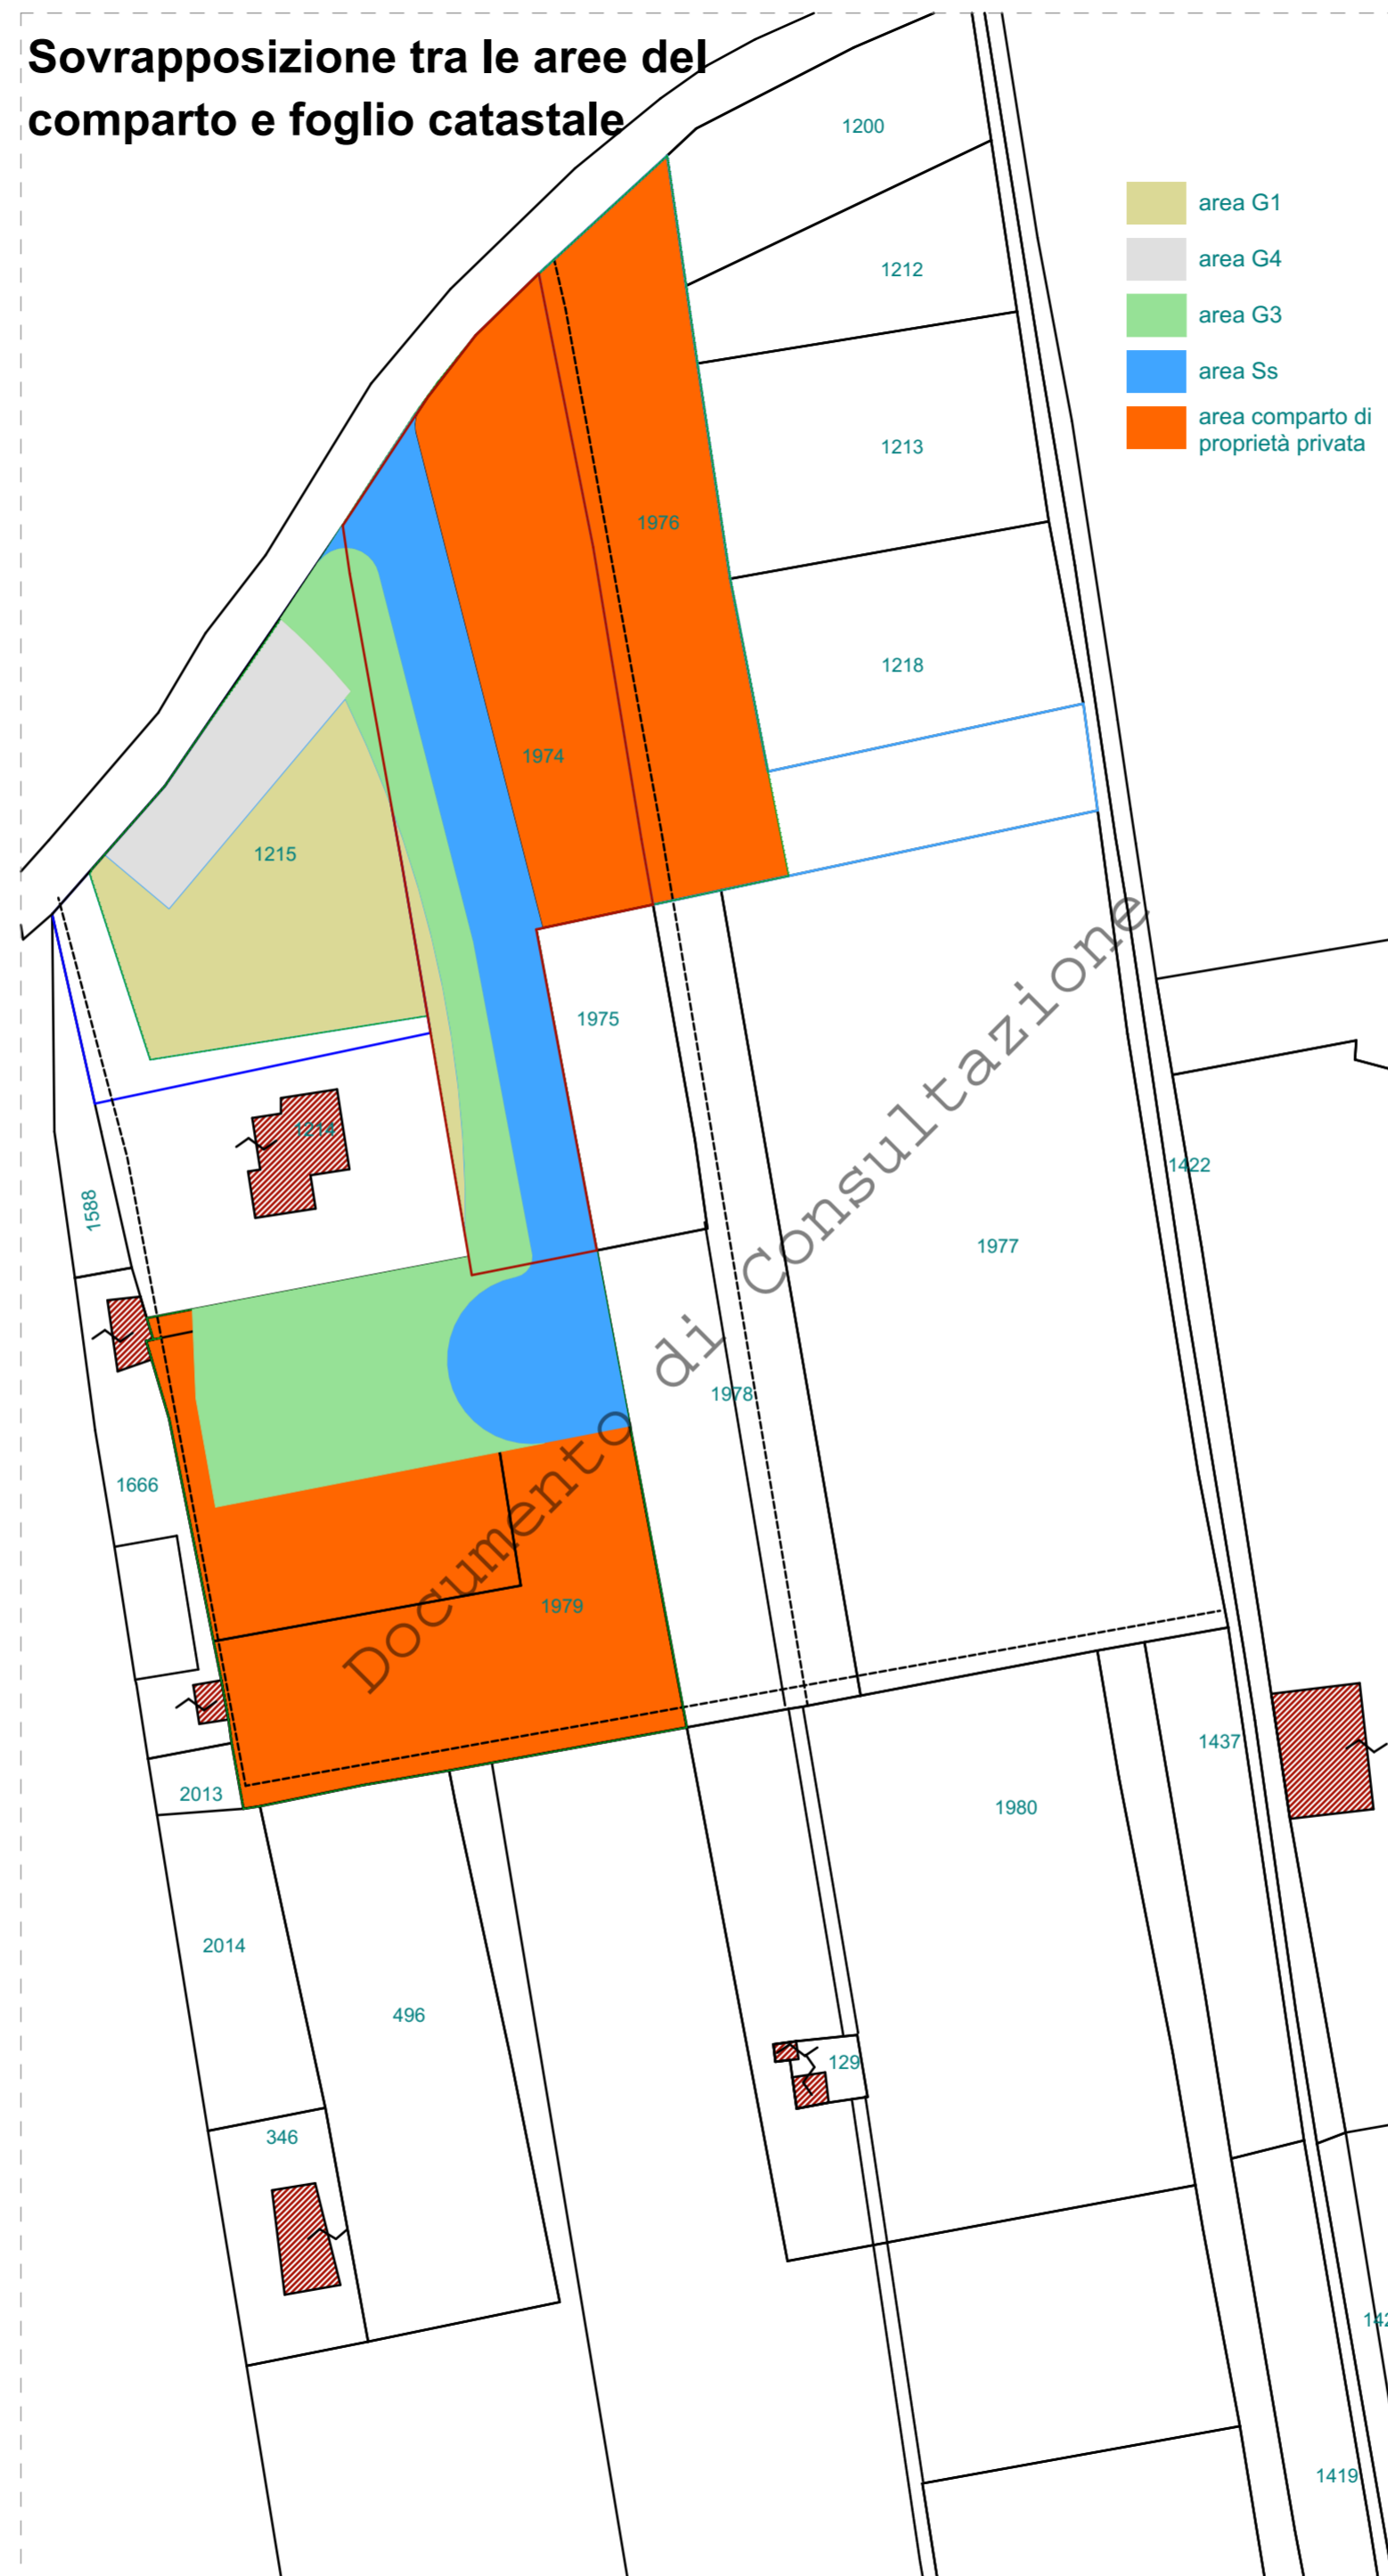 Sovrapposizione tra le aree del
comparto e foglio catastale
1200
area G1
area G4
1212
area G3
area Ss
area comparto di
proprietà privata
1213
1976
1218
1974
1215
1975
1214
1422
1588
1977
Documento di Consultazione
1978
1666
1979
1437
2013
1980
2014
496
129
346
1419